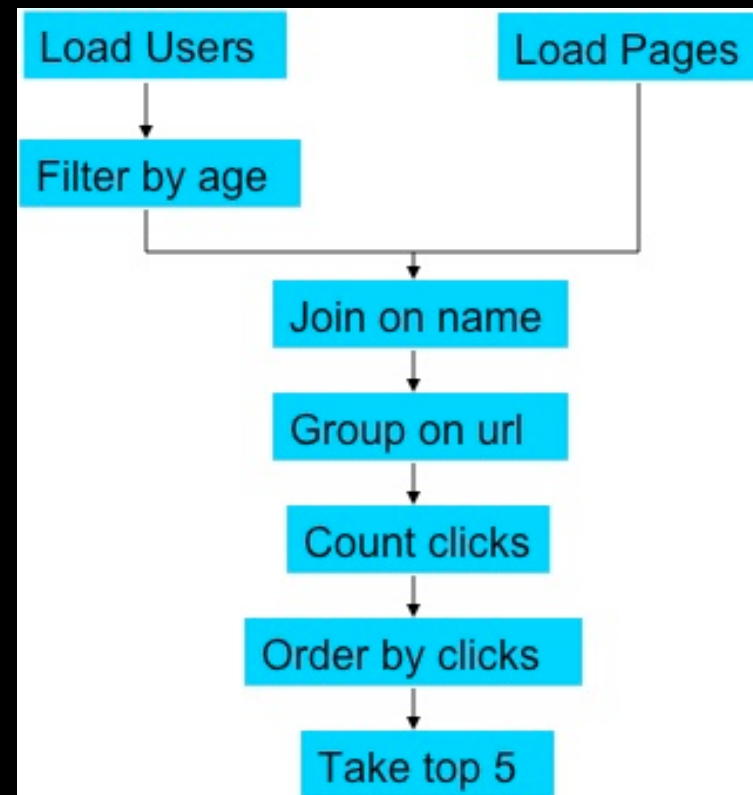 Load Users
Load Pages
Filter by age
Join on name
Group on url
Count clicks
Order by clicks
Take top 5